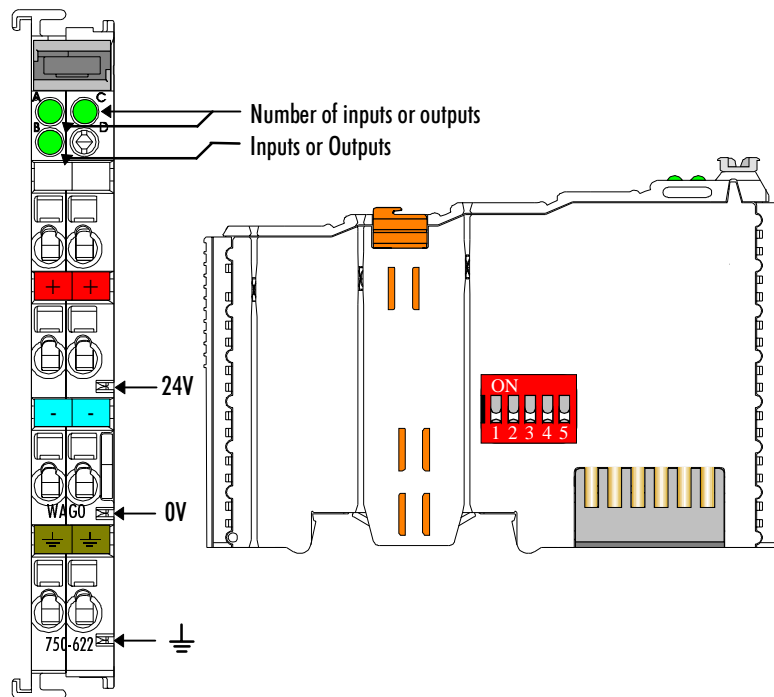 A C
B D
Number of inputs or outputs
Inputs or Outputs
+ +
24V
- -
WAGO
0V
750-622
ON
1 2 3 4 5